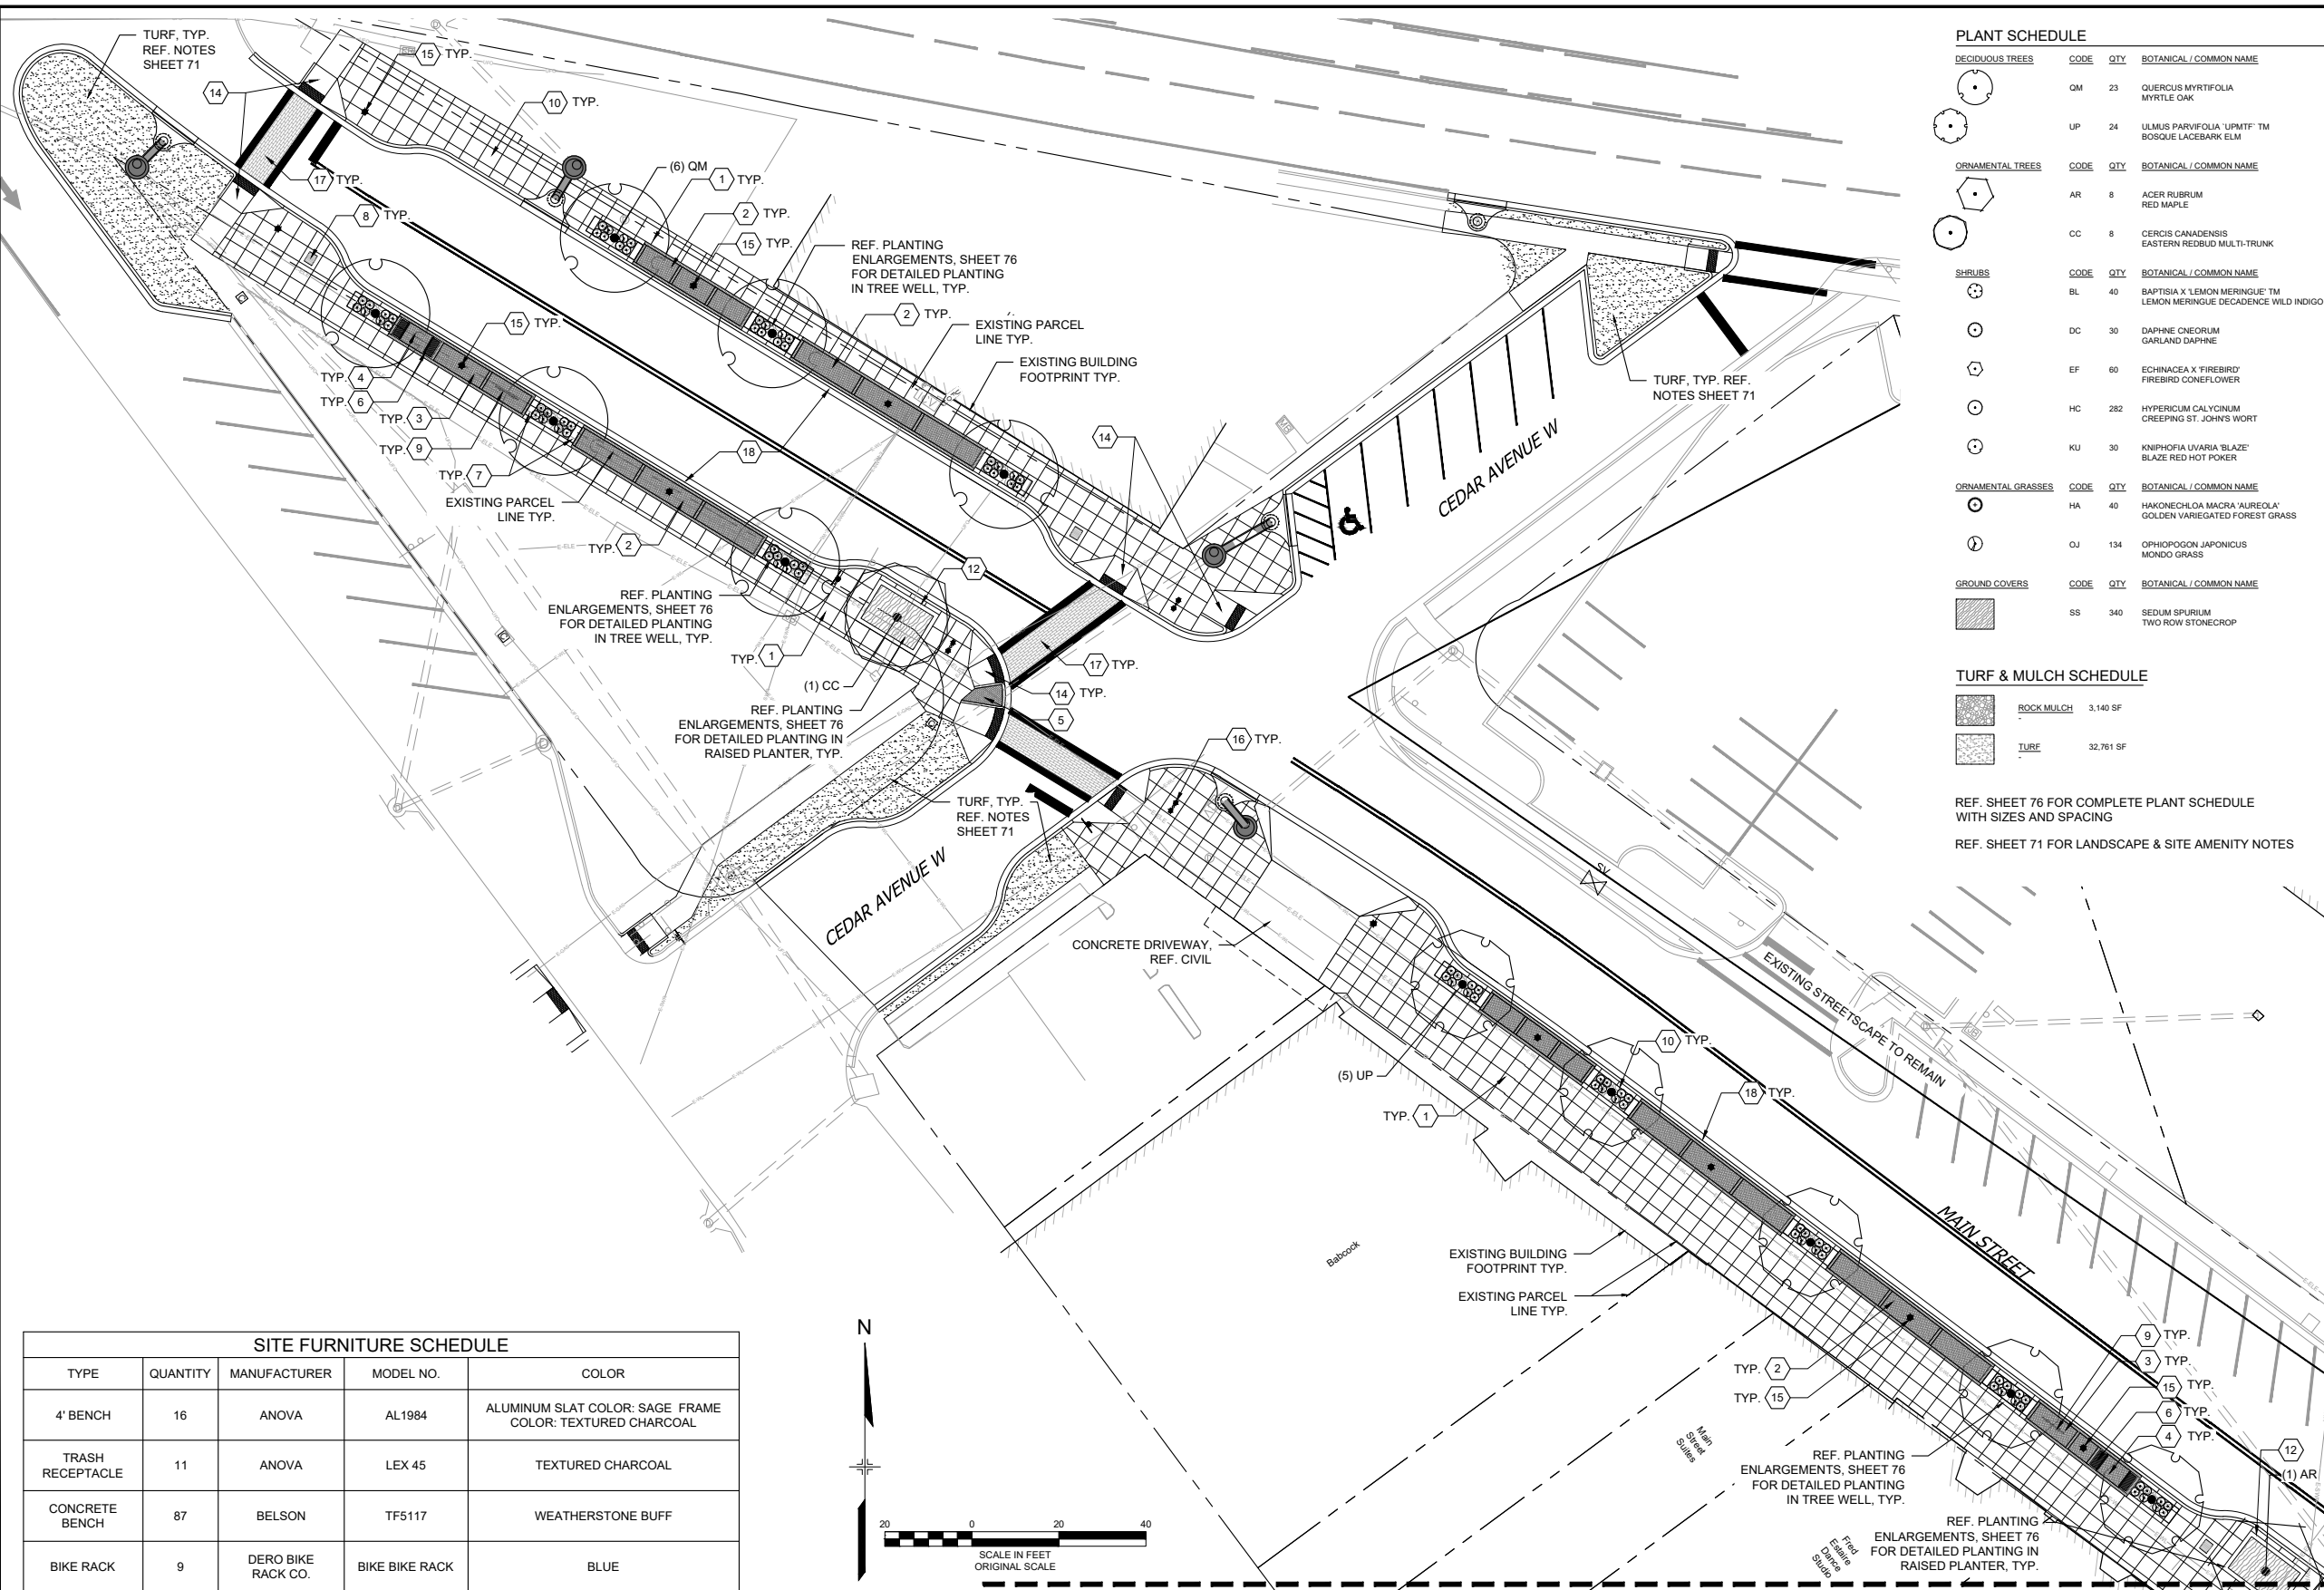 TURF, TYP.
REF. NOTES
SHEET 71
14
15 TYP.
10 TYP.
17 TYP.
8 TYP.
(6) QM
1 TYP.
2 TYP.
15 TYP.
REF. PLANTING
ENLARGEMENTS, SHEET 76
FOR DETAILED PLANTING
IN TREE WELL, TYP.
2 TYP.
EXISTING PARCEL
LINE TYP.
EXISTING BUILDING
FOOTPRINT TYP.
15 TYP.
TYP. 4
TYP. 6
TYP. 3
TYP. 9
TYP. 7
EXISTING PARCEL
LINE TYP.
TYP. 2
18
14
TURF, TYP. REF.
NOTES SHEET 71
CEDAR AVENUE W
REF. PLANTING
ENLARGEMENTS, SHEET 76
FOR DETAILED PLANTING
IN TREE WELL, TYP.
12
TYP. 1
(1) CC
17 TYP.
14 TYP.
5
REF. PLANTING
ENLARGEMENTS, SHEET 76
FOR DETAILED PLANTING IN
RAISED PLANTER, TYP.
16 TYP.
TURF, TYP.
REF. NOTES
SHEET 71
CEDAR AVENUE W
CONCRETE DRIVEWAY,
REF. CIVIL
SV
EXISTING STREETSCAPE TO REMAIN
(5) UP
10 TYP.
18 TYP.
TYP. 1
MAIN STREET
Babcock
EXISTING BUILDING
FOOTPRINT TYP.
EXISTING PARCEL
LINE TYP.
TYP. 2
TYP. 15
9 TYP.
3 TYP.
15 TYP.
6 TYP.
4 TYP.
12
(1) AR
Main
Street
Suites
REF. PLANTING
ENLARGEMENTS, SHEET 76
FOR DETAILED PLANTING
IN TREE WELL, TYP.
Fred
Estaire
Dance
Studio
REF. PLANTING
ENLARGEMENTS, SHEET 76
FOR DETAILED PLANTING IN
RAISED PLANTER, TYP.
PLANT SCHEDULE
DECIDUOUS TREES CODE QTY BOTANICAL / COMMON NAME
QM 23 QUERCUS MYRTIFOLIA
MYRTLE OAK
UP 24 ULMUS PARVIFOLIA `UPMTF` TM
BOSQUE LACEBARK ELM
ORNAMENTAL TREES CODE QTY BOTANICAL / COMMON NAME
AR 8 ACER RUBRUM
RED MAPLE
CC 8 CERCIS CANADENSIS
EASTERN REDBUD MULTI-TRUNK
SHRUBS CODE QTY BOTANICAL / COMMON NAME
BL 40 BAPTISIA X 'LEMON MERINGUE' TM
LEMON MERINGUE DECADENCE WILD INDIGO
DC 30 DAPHNE CNEORUM
GARLAND DAPHNE
EF 60 ECHINACEA X 'FIREBIRD'
FIREBIRD CONEFLOWER
HC 282 HYPERICUM CALYCINUM
CREEPING ST. JOHN'S WORT
KU 30 KNIPHOFIA UVARIA 'BLAZE'
BLAZE RED HOT POKER
ORNAMENTAL GRASSES CODE QTY BOTANICAL / COMMON NAME
HA 40 HAKONECHLOA MACRA 'AUREOLA'
GOLDEN VARIEGATED FOREST GRASS
OJ 134 OPHIOPOGON JAPONICUS
MONDO GRASS
GROUND COVERS CODE QTY BOTANICAL / COMMON NAME
SS 340 SEDUM SPURIUM
TWO ROW STONECROP
TURF & MULCH SCHEDULE
ROCK MULCH 3,140 SF
-
TURF 32,761 SF
-
REF. SHEET 76 FOR COMPLETE PLANT SCHEDULE
WITH SIZES AND SPACING
REF. SHEET 71 FOR LANDSCAPE & SITE AMENITY NOTES
SITE FURNITURE SCHEDULE
TYPE QUANTITY MANUFACTURER MODEL NO. COLOR
4' BENCH 16 ANOVA AL1984 ALUMINUM SLAT COLOR: SAGE FRAME
COLOR: TEXTURED CHARCOAL
TRASH
RECEPTACLE 11 ANOVA LEX 45 TEXTURED CHARCOAL
CONCRETE
BENCH 87 BELSON TF5117 WEATHERSTONE BUFF
BIKE RACK 9 DERO BIKE
RACK CO. BIKE BIKE RACK BLUE
N
20 0 20 40
SCALE IN FEET
ORIGINAL SCALE